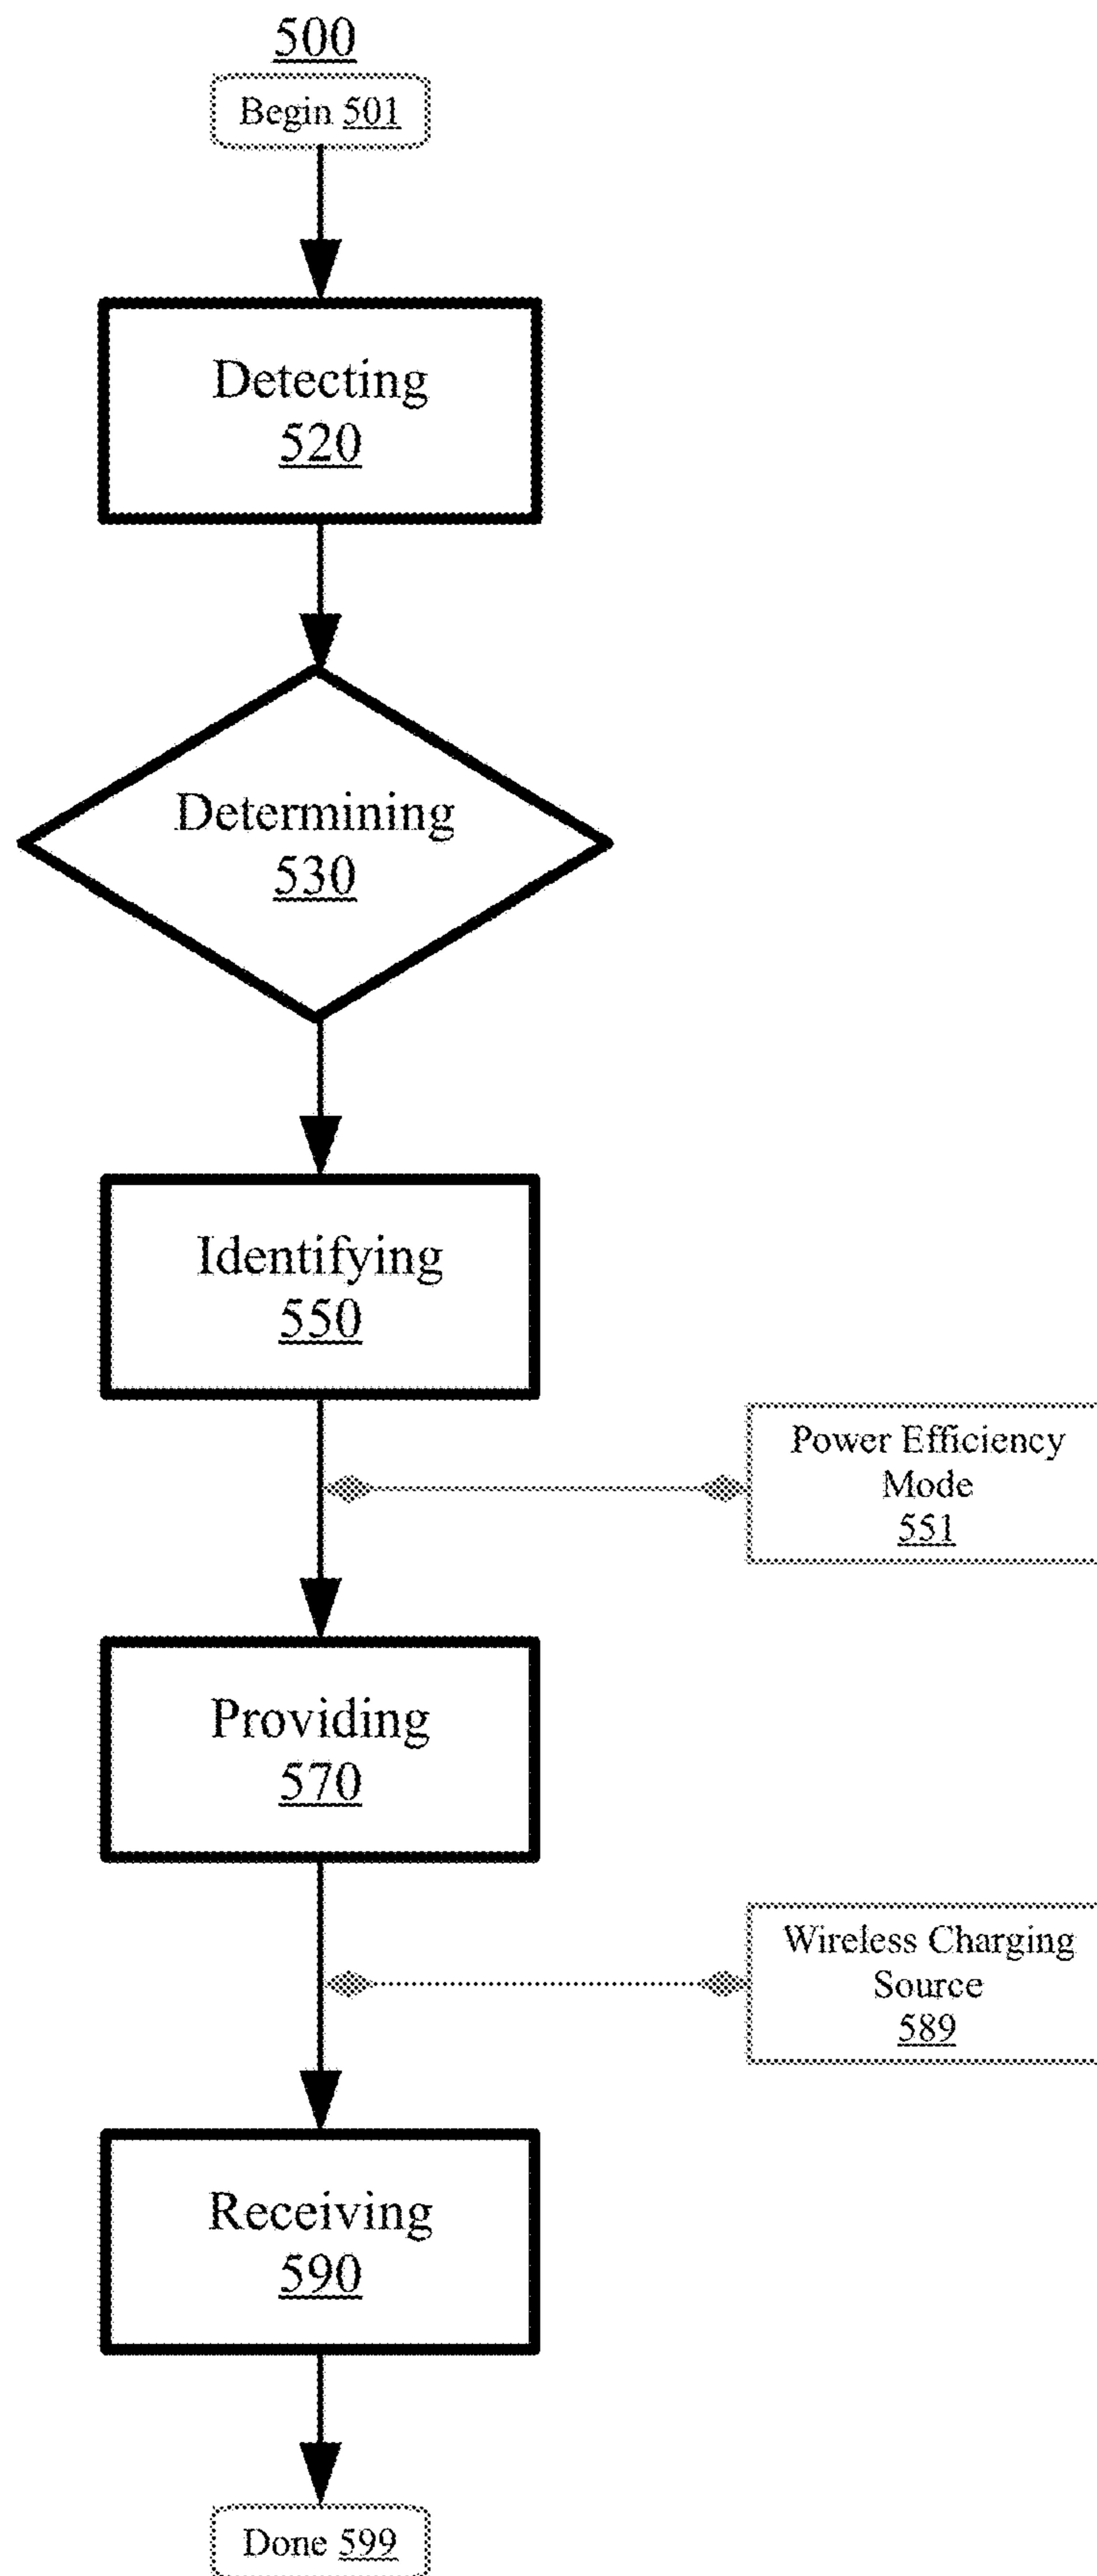 500
Begin 501
Detecting
520
Determining
530
Identifying
550
Power Efficiency
Mode
551
Providing
570
Wireless Charging
Source
589
Receiving
590
Done 599